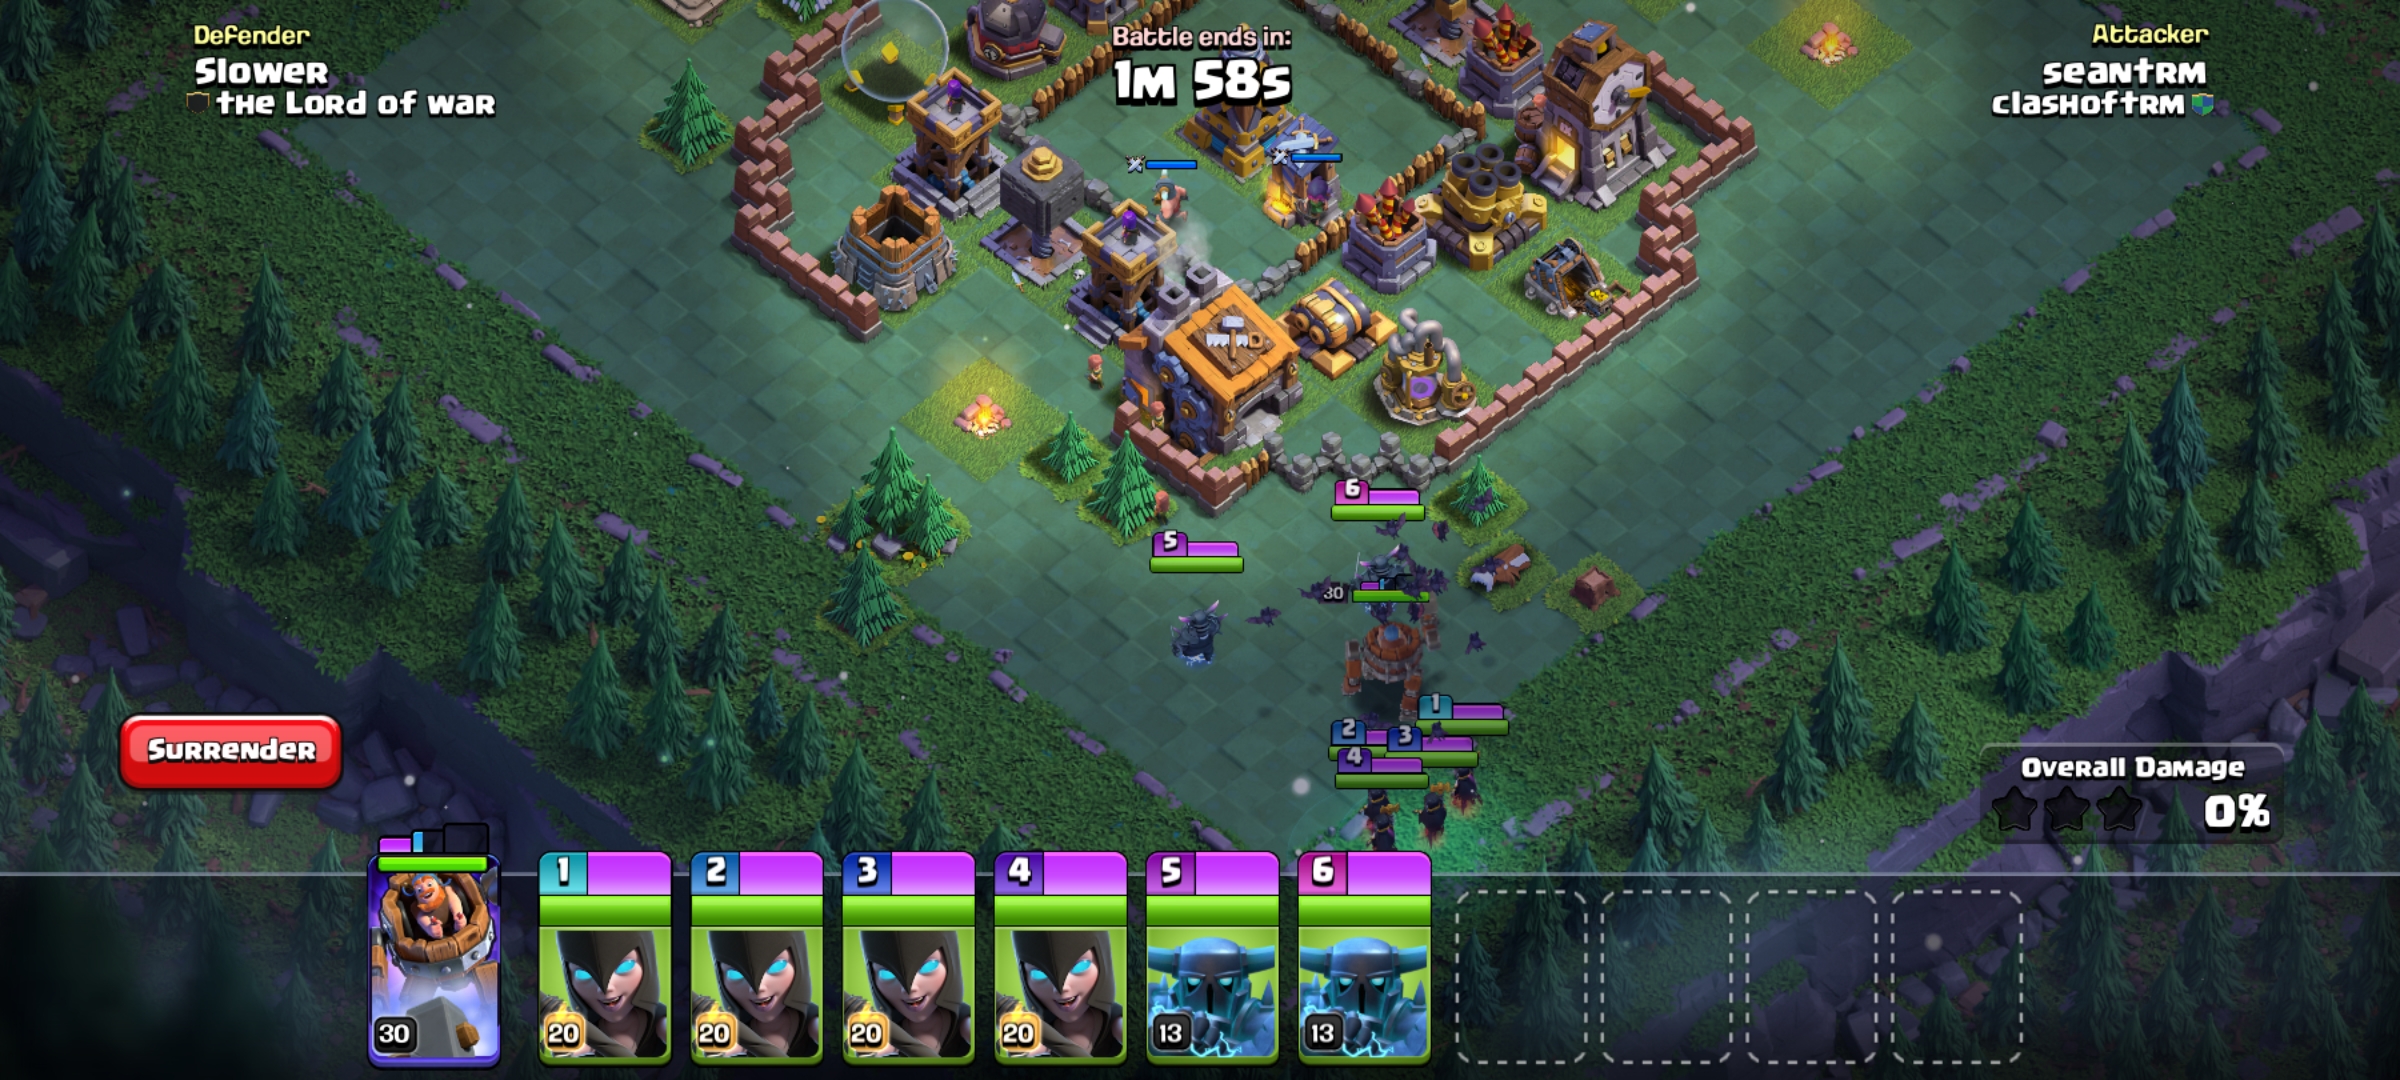 Defender
Slower
the Lord of war
Battle ends in:
1M 58s
Attacker
seantRM
clashoftRM
6
5
30
1
2
3
4
Surrender
Overall Damage
0%
30
1
20
2
20
3
20
4
20
5
13
6
13